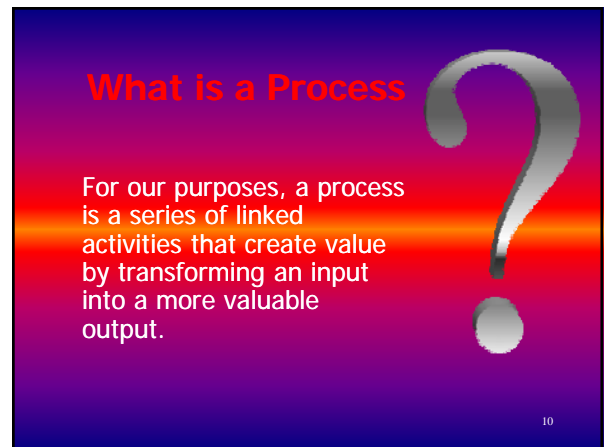 What is a Process
For our purposes, a process
is a series of linked
activities that create value
by transforming an input
into a more valuable
output.
10